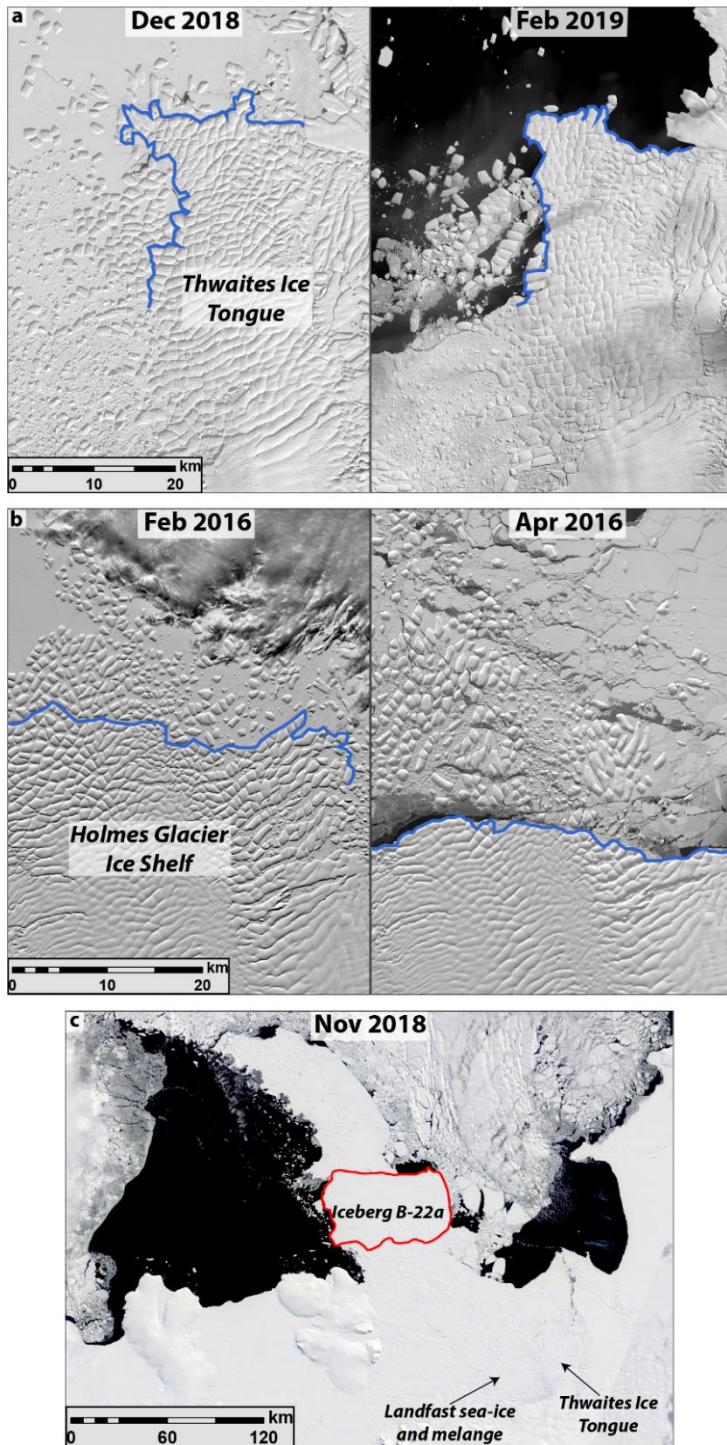 a
Dec 2018
Feb 2019
Thwaites Ice
Tongue
km
0 10 20
b
Feb 2016
Apr 2016
Holmes Glacier
Ice Shelf
km
0 10 20
c
Nov 2018
Iceberg B-22a
Landfast sea-ice
and melange
Thwaites Ice
Tongue
km
0 30 60 120